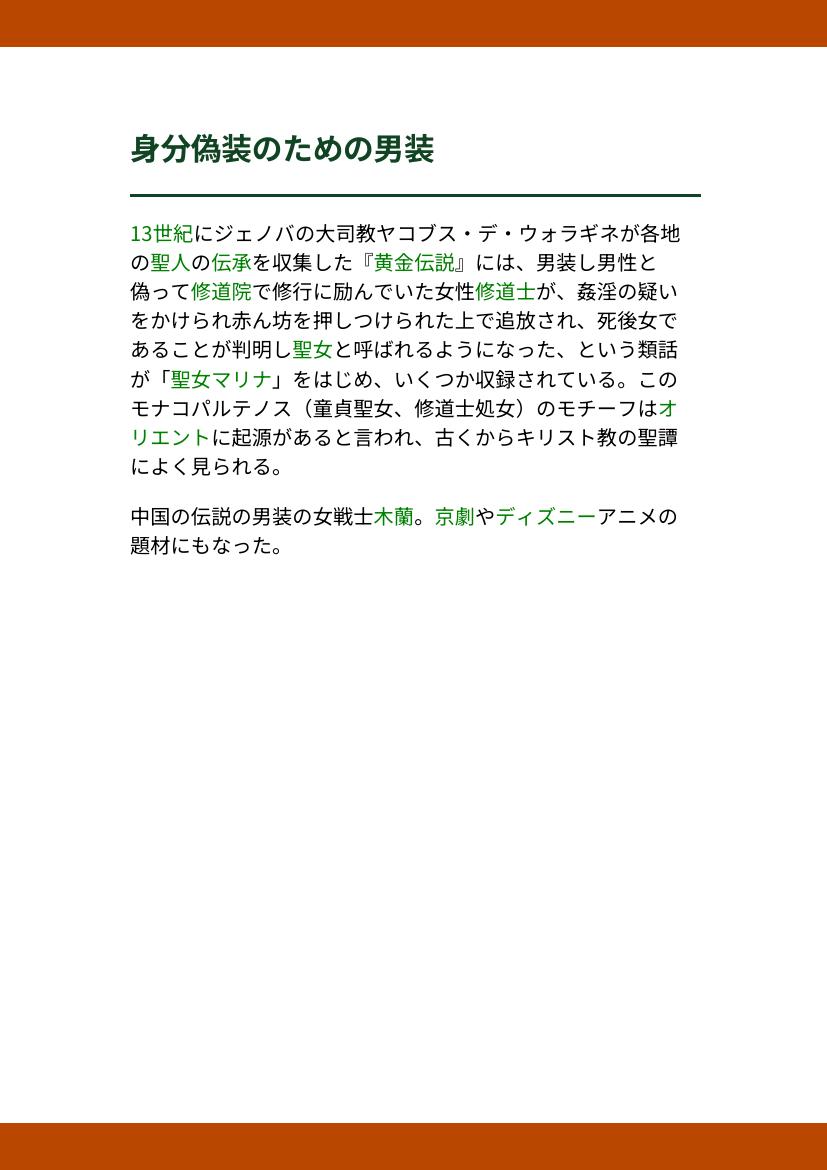 身分偽装のための男装
13世紀にジェノバの大司教ヤコブス・デ・ウォラギネが各地
の聖人の伝承を収集した『黄金伝説』には、男装し男性と
偽って修道院で修行に励んでいた女性修道士が、姦淫の疑い
をかけられ赤ん坊を押しつけられた上で追放され、死後女で
あることが判明し聖女と呼ばれるようになった、という類話
が「聖女マリナ」をはじめ、いくつか収録されている。この
モナコパルテノス（童貞聖女、修道士処女）のモチーフはオ
リエントに起源があると言われ、古くからキリスト教の聖譚
によく見られる。
中国の伝説の男装の女戦士木蘭。京劇やディズニーアニメの
題材にもなった。